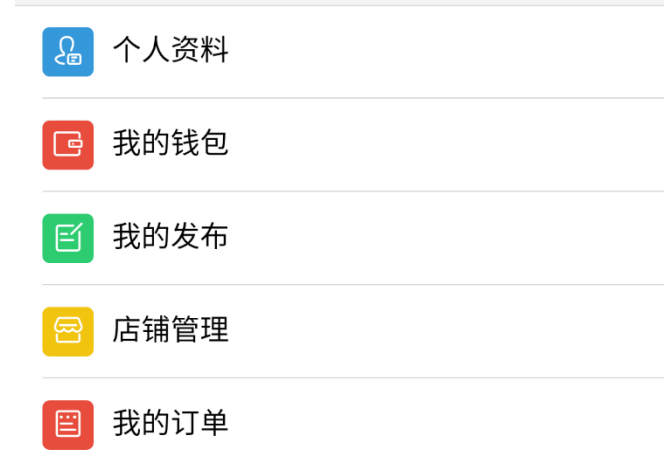 个人资料
我的钱包
我的发布
店铺管理
我的订单